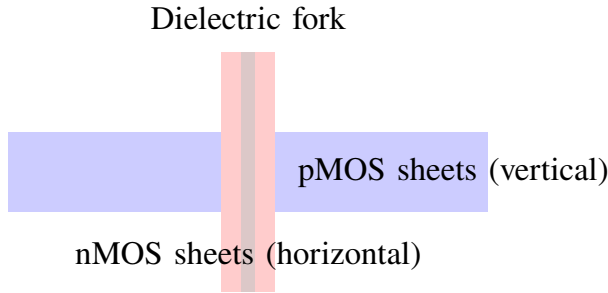 Dielectric fork
pMOS sheets (vertical)
nMOS sheets (horizontal)